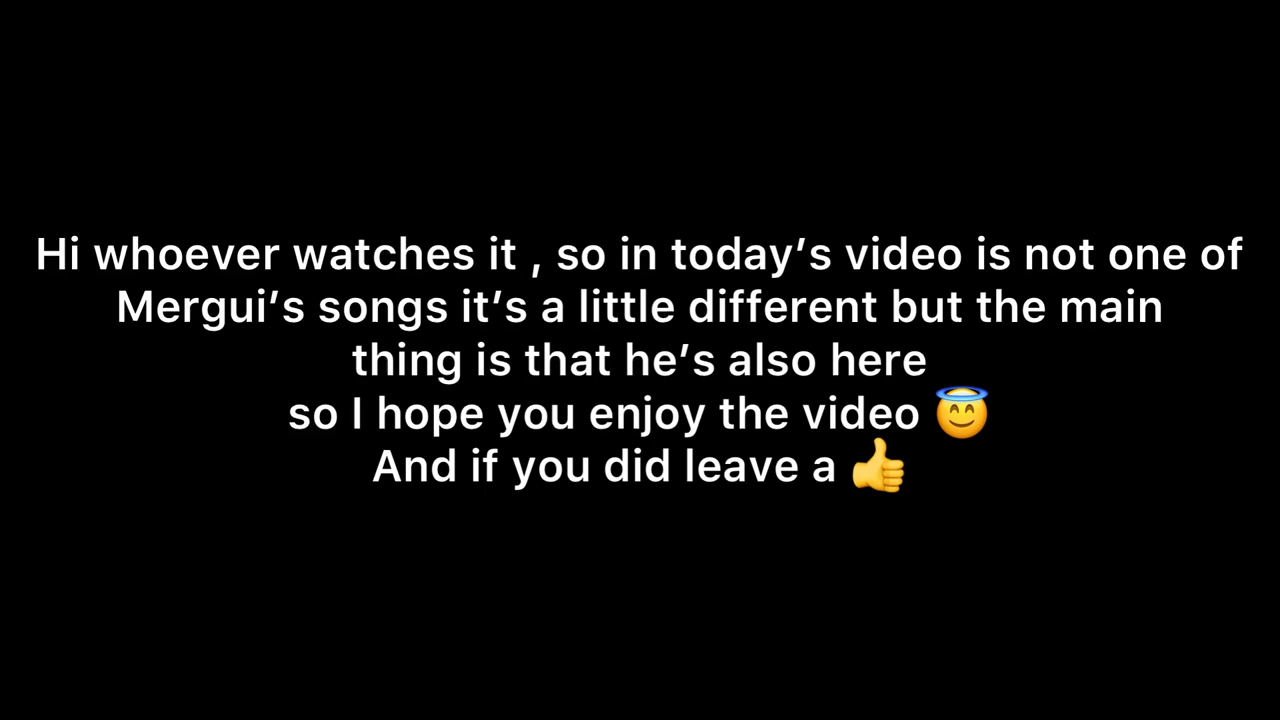 Hi whoever watches it , so in today’s video is not one of
Mergui’s songs it’s a little different but the main
thing is that he’s also here
so I hope you enjoy the video 😇
And if you did leave a 👍